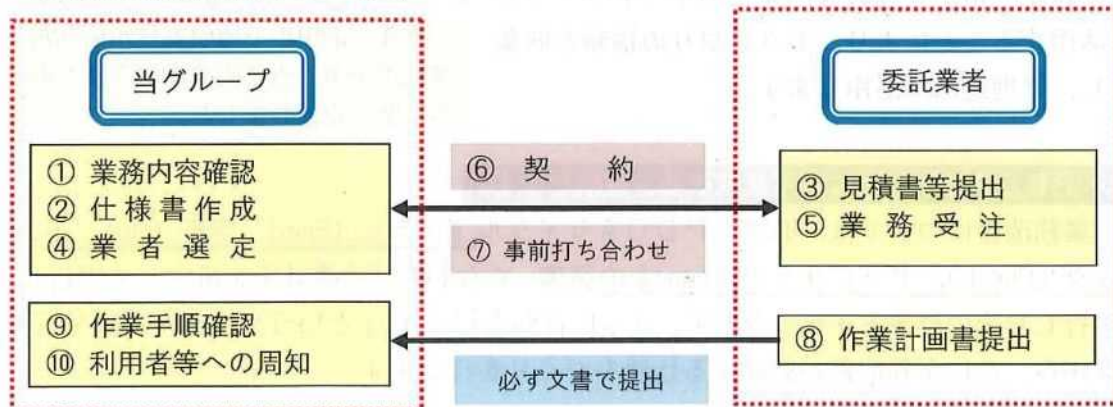 当グループ
委託業者
① 業務内容確認
② 仕様書作成
④ 業者選定
⑥ 契約
⑦ 事前打ち合わせ
③ 見積書等提出
⑤ 業務受注
⑨ 作業手順確認
⑩ 利用者等への周知
⑧ 作業計画書提出
必ず文書で提出